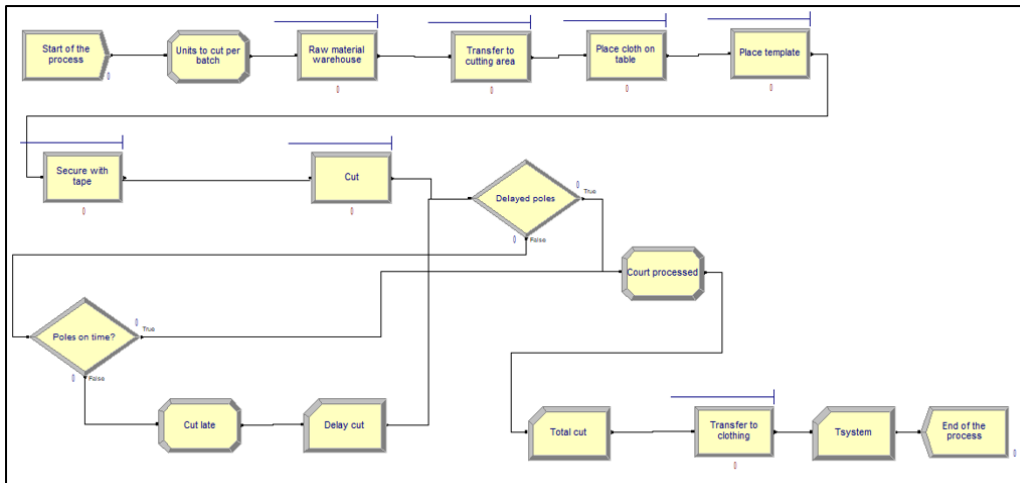 Start of the
process
Units to cut per
batch
Raw material
warehouse
Transfer to
cutting area
Place cloth on
table
Place template
0
0
0
0
0
Secure with
tape
Cut
Delayed poles
0
True
0
False
0
0
Court processed
Poles on time?
0
True
0
False
Cut late
Delay cut
Total cut
Transfer to
clothing
Tsystem
End of the
process
0
0